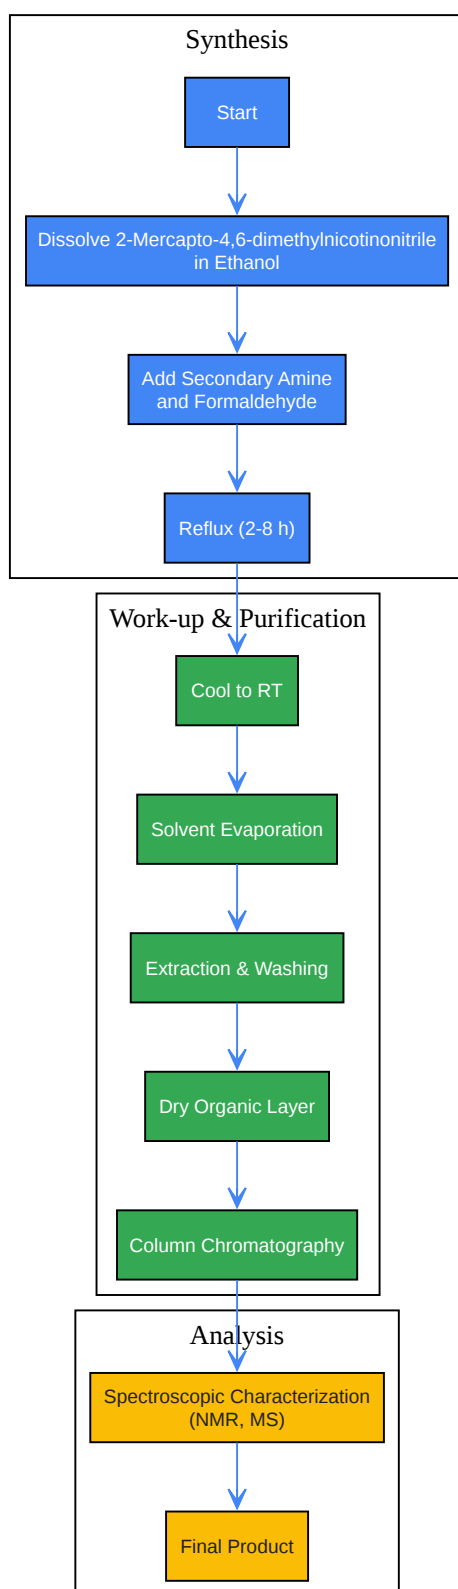 Synthesis
Start
Dissolve 2-Mercapto-4,6-dimethylnicotinonitrile
in Ethanol
Add Secondary Amine
and Formaldehyde
Reflux (2-8 h)
Work-up & Purification
Cool to RT
Solvent Evaporation
Extraction & Washing
Dry Organic Layer
Column Chromatography
Analysis
Spectroscopic Characterization
(NMR, MS)
Final Product